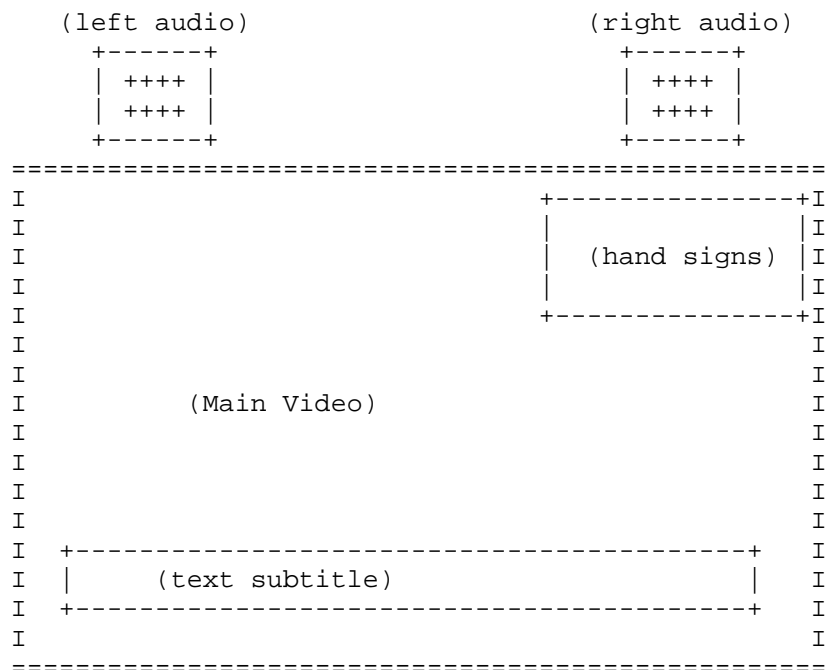 (left audio) (right audio)
+------+ +------+
| ++++ | | ++++ |
| ++++ | | ++++ |
+------+ +------+
===================================================
I +---------------+I
I | |I
I | (hand signs) |I
I | |I
I +---------------+I
I I
I I
I (Main Video) I
I I
I I
I I
I I
I +------------------------------------------+ I
I | (text subtitle) | I
I +------------------------------------------+ I
I I
===================================================